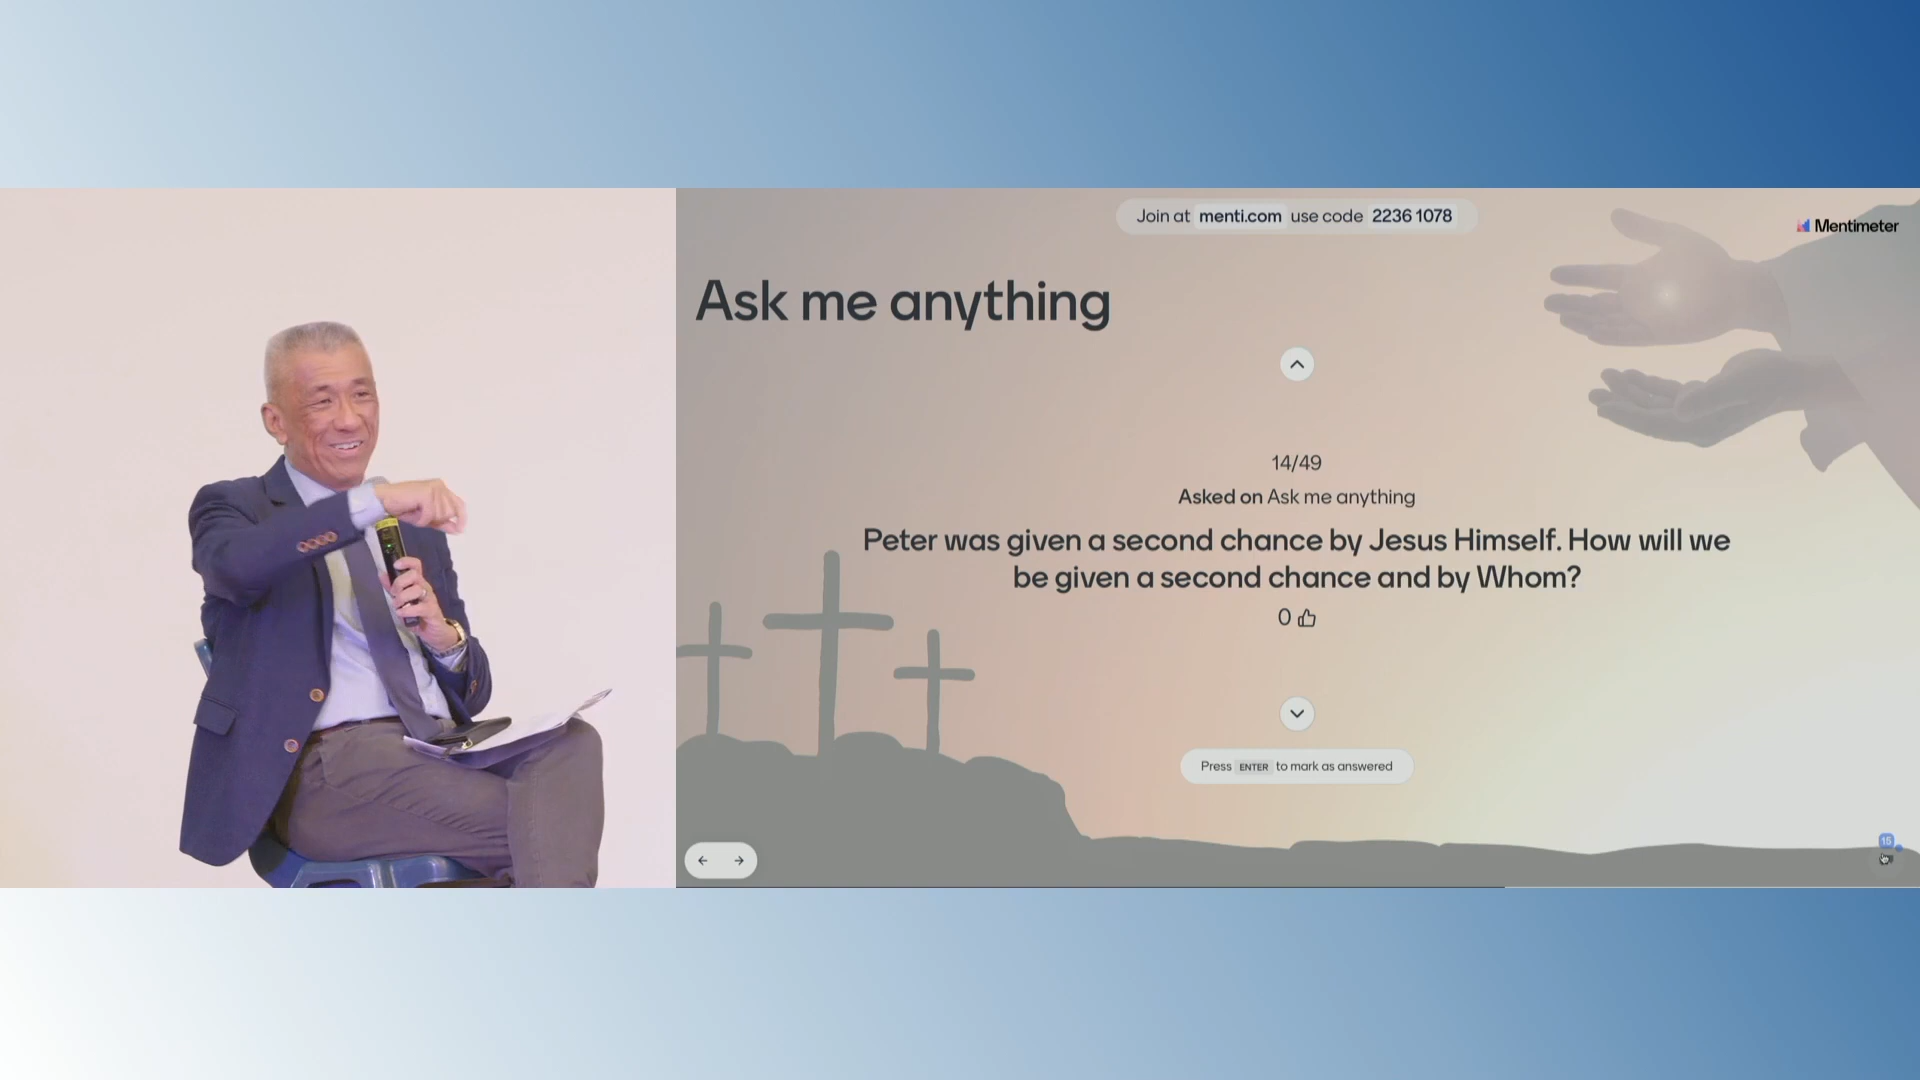 Join at menti.com use code 2236 1078
Mentimeter
Ask me anything
14/49
Asked on Ask me anything
Peter was given a second chance by Jesus Himself. How will we
be given a second chance and by Whom?
0
Press ENTER to mark as answered
15